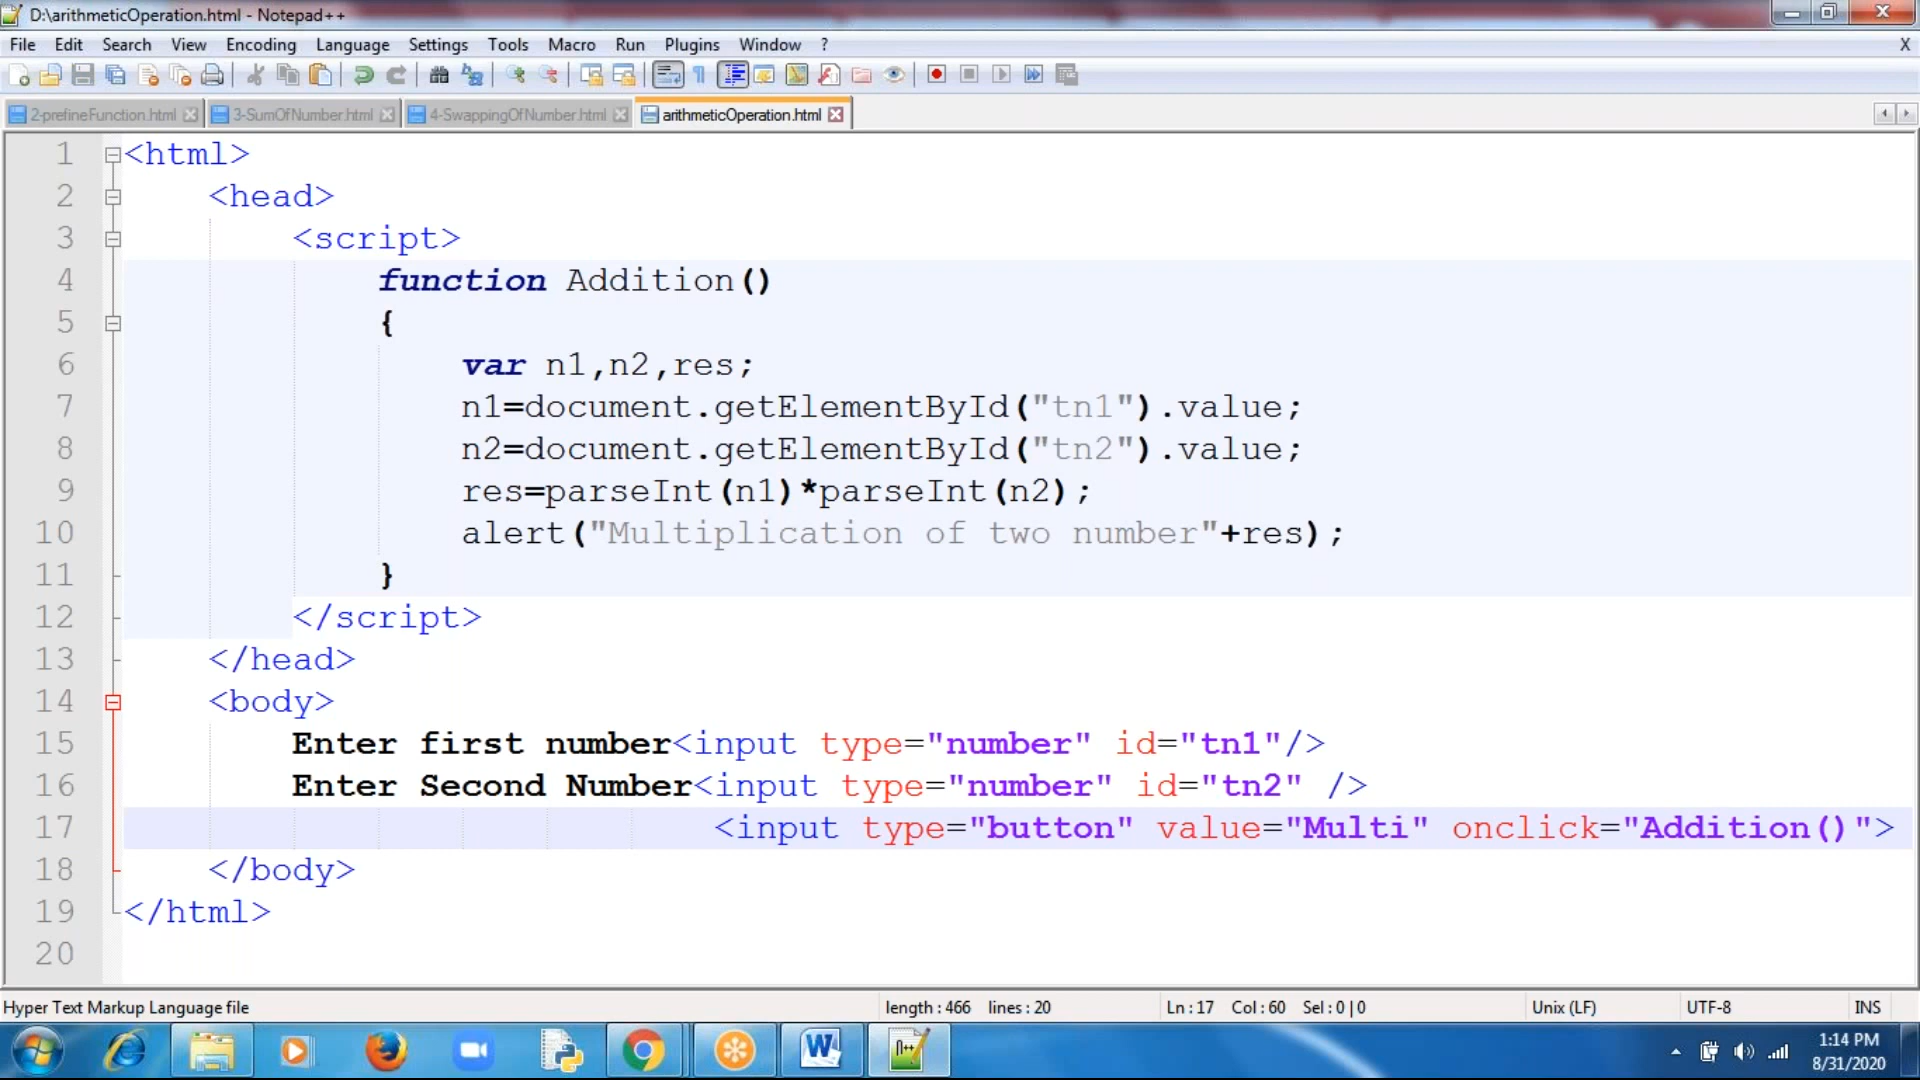 D:\arithmeticOperation.html - Notepad++
File Edit Search View Encoding Language Settings Tools Macro Run Plugins Window ? X
2-prefineFunction.html 3-SumOfNumber.html 4-SwappingOfNumber.html arithmeticOperation.html
1 <html>
2 <head>
3 <script>
4 function Addition()
5 {
6 var n1,n2,res;
7 n1=document.getElementById("tn1").value;
8 n2=document.getElementById("tn2").value;
9 res=parseInt(n1)*parseInt(n2);
10 alert("Multiplication of two number"+res);
11 }
12 </script>
13 </head>
14 <body>
15 Enter first number<input type="number" id="tn1"/>
16 Enter Second Number<input type="number" id="tn2" />
17 <input type="button" value="Multi" onclick="Addition()">
18 </body>
19 </html>
20
Hyper Text Markup Language file length : 466 lines : 20 Ln : 17 Col : 60 Sel : 0 | 0 Unix (LF) UTF-8 INS
1:14 PM
8/31/2020